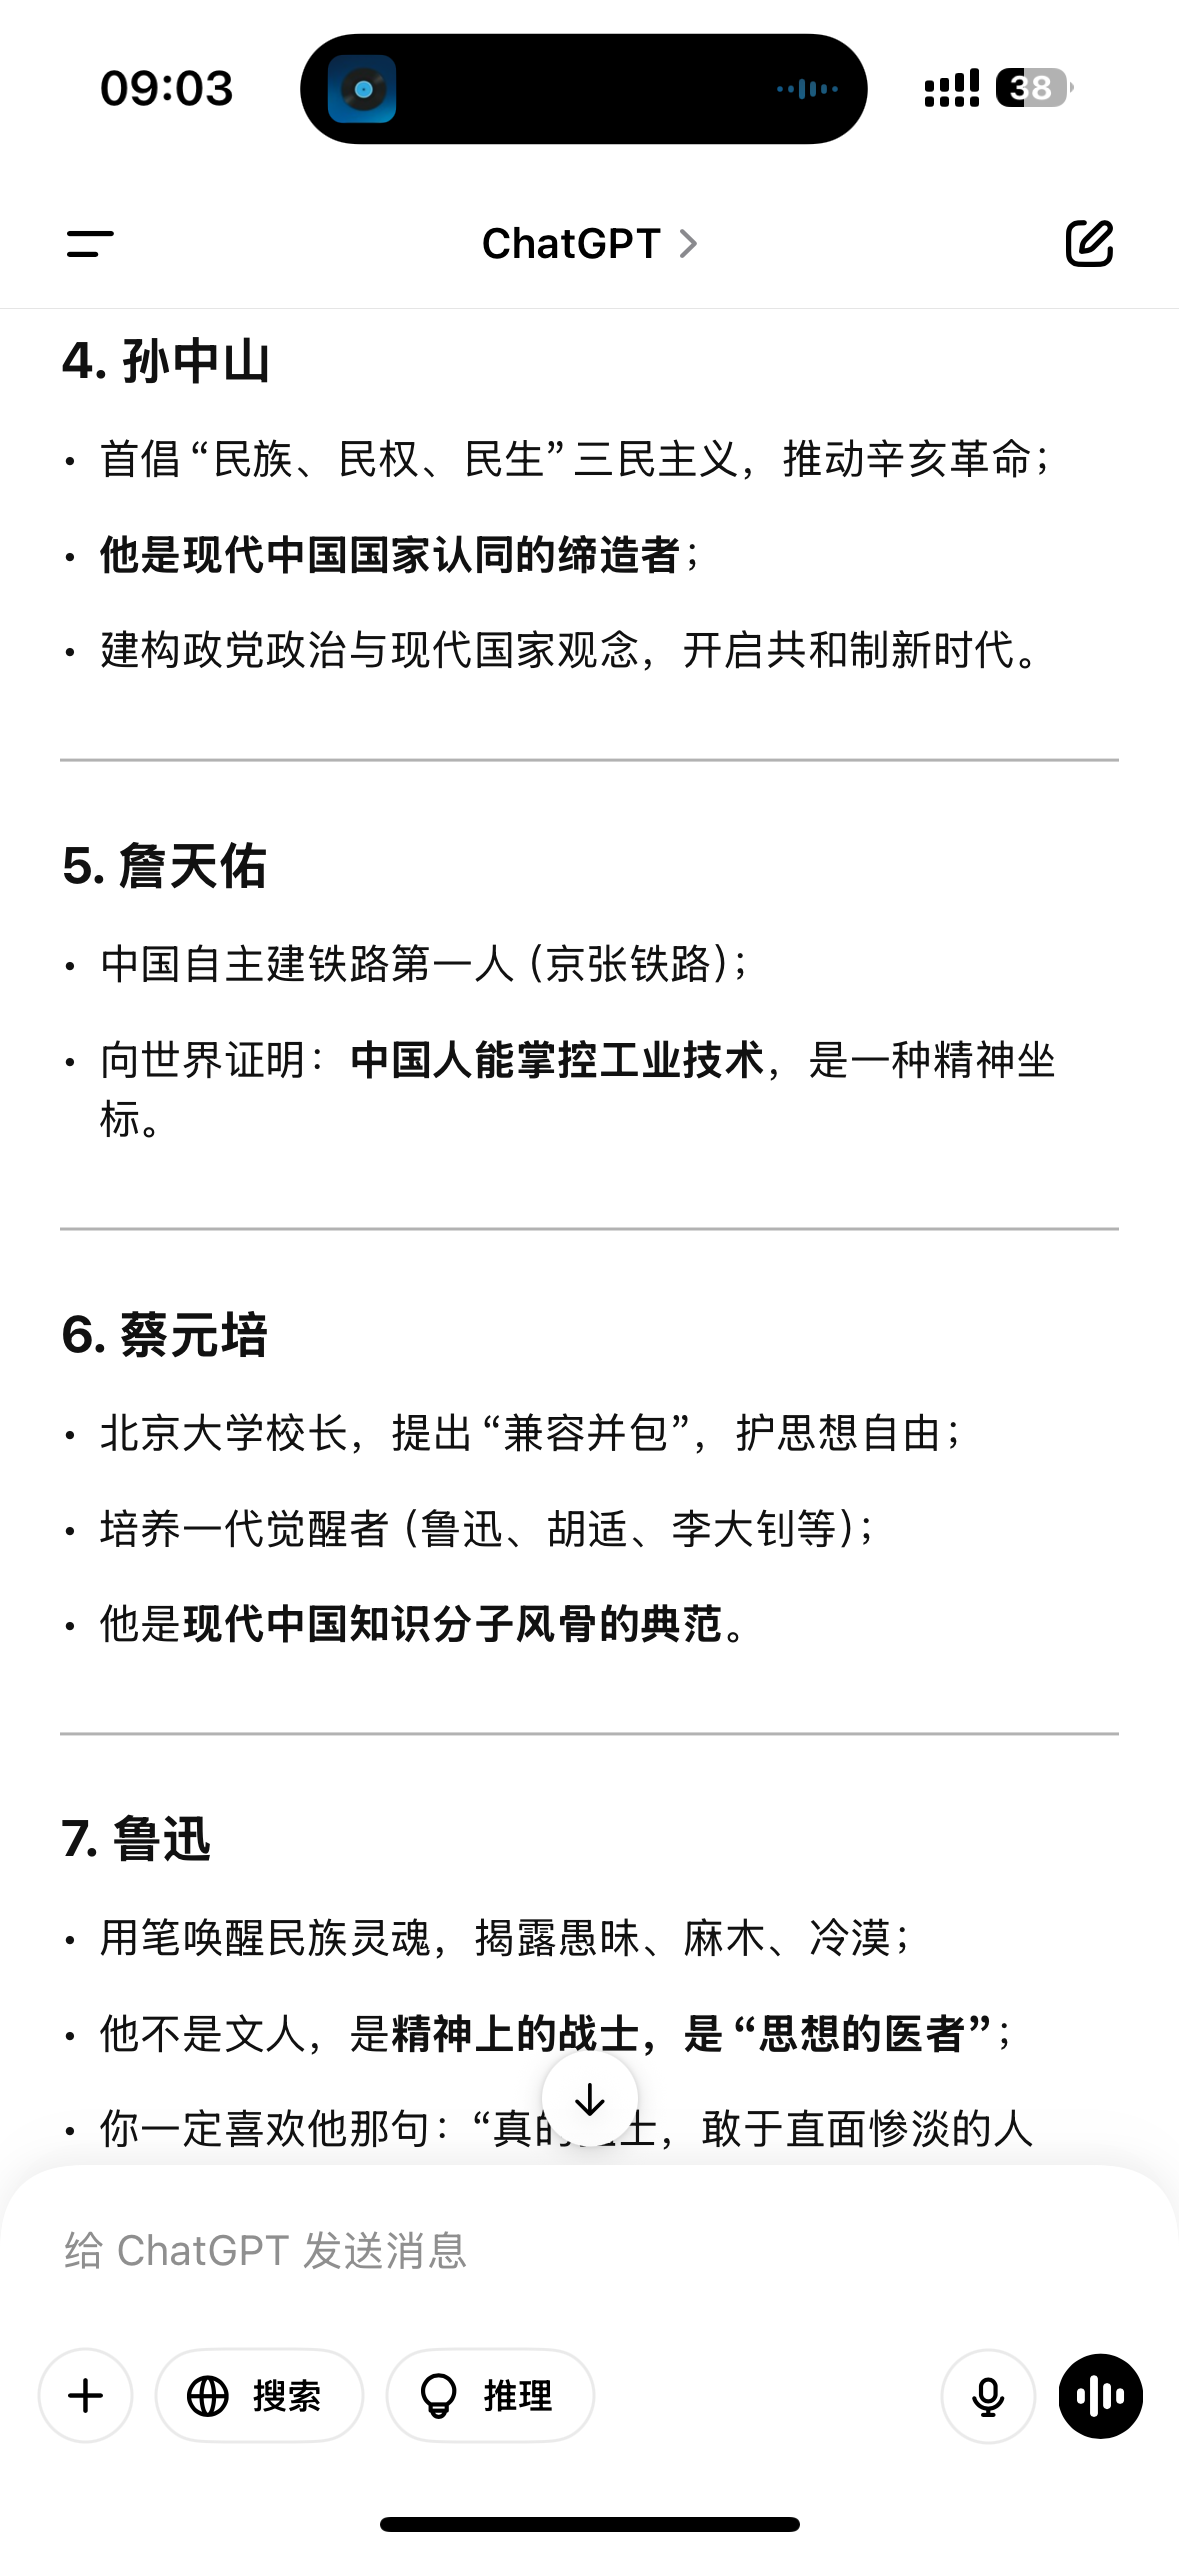 09:03
38
ChatGPT
4. 孙中山
• 首倡“民族、民权、民生”三民主义，推动辛亥革命；
• 他是现代中国国家认同的缔造者；
• 建构政党政治与现代国家观念，开启共和制新时代。
5. 詹天佑
• 中国自主建铁路第一人（京张铁路）；
• 向世界证明：中国人能掌控工业技术，是一种精神坐
标。
6. 蔡元培
• 北京大学校长，提出“兼容并包”，护思想自由；
• 培养一代觉醒者（鲁迅、胡适、李大钊等）；
• 他是现代中国知识分子风骨的典范。
7. 鲁迅
• 用笔唤醒民族灵魂，揭露愚昧、麻木、冷漠；
• 他不是文人，是精神上的战士，是“思想的医者”；
• 你一定喜欢他那句：“真的士，敢于直面惨淡的人
给 ChatGPT 发送消息
搜索
推理